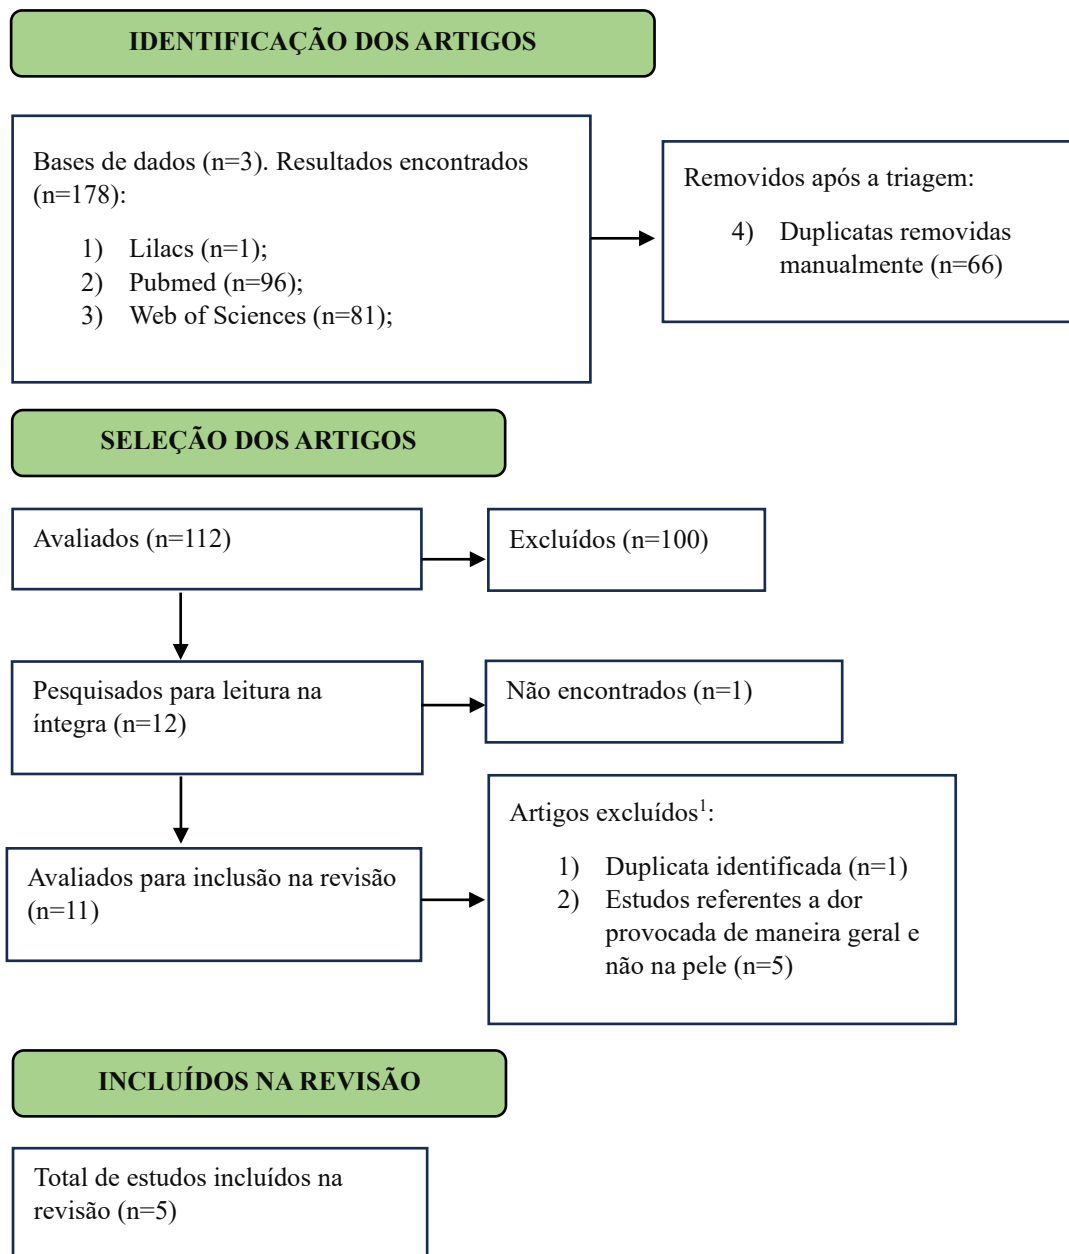 IDENTIFICAÇÃO DOS ARTIGOS
Bases de dados (n=3). Resultados encontrados
(n=178):
1) Lilacs (n=1);
2) Pubmed (n=96);
3) Web of Sciences (n=81);
Removidos após a triagem:
4) Duplicatas removidas
manualmente (n=66)
SELEÇÃO DOS ARTIGOS
Avaliados (n=112)
Excluídos (n=100)
Pesquisados para leitura na
íntegra (n=12)
Não encontrados (n=1)
Avaliados para inclusão na revisão
(n=11)
Artigos excluídos¹:
1) Duplicata identificada (n=1)
2) Estudos referentes a dor
provocada de maneira geral e
não na pele (n=5)
INCLUÍDOS NA REVISÃO
Total de estudos incluídos na
revisão (n=5)